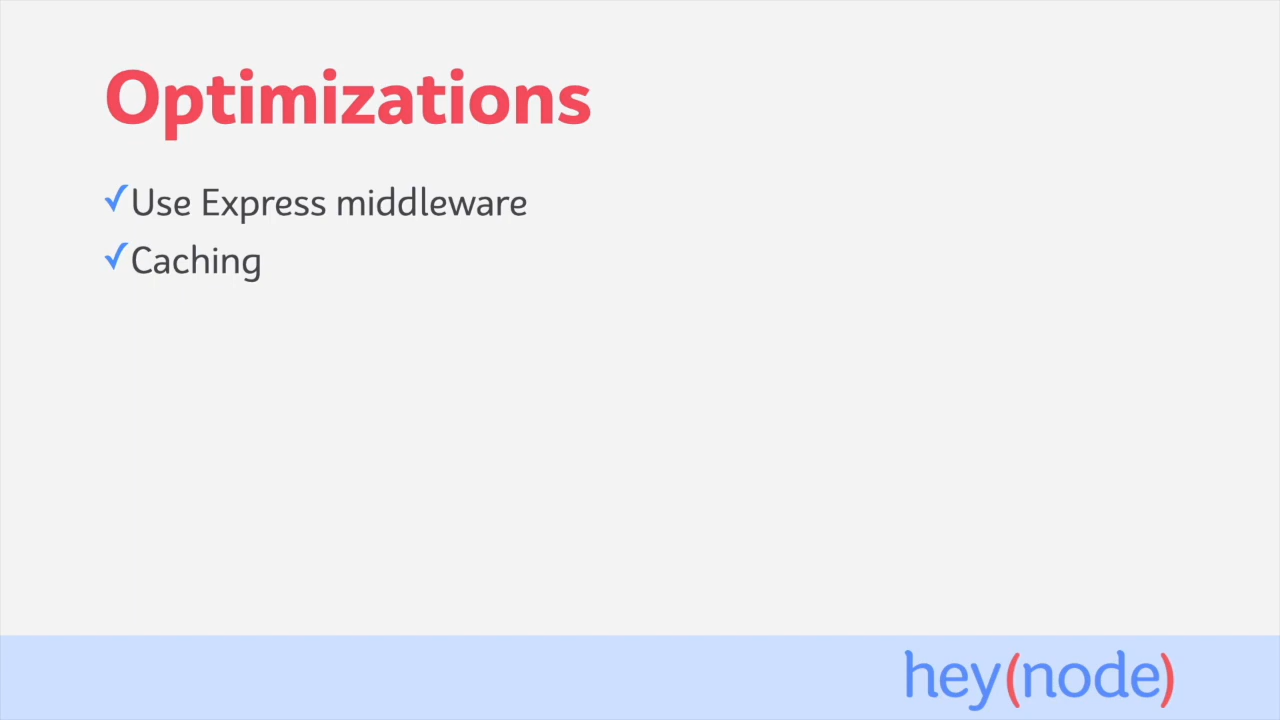 Optimizations
✓Use Express middleware
✓Caching
hey(node)